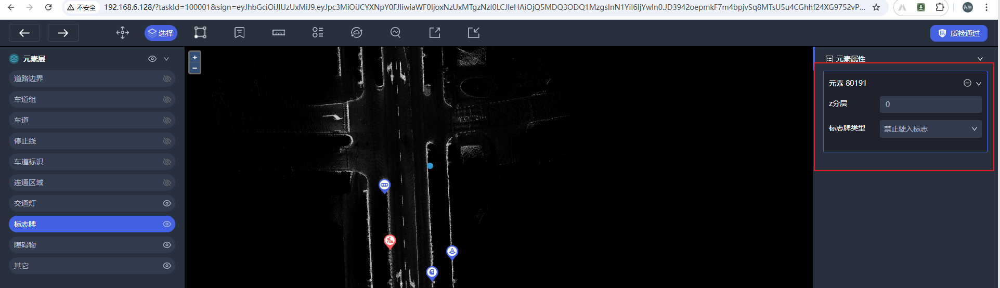 不安全
192.168.6.128/?taskId=100001&sign=eyJhbGciOiJIUzUxMiJ9.eyJpc3MiOiJCYXNpY0FJIiwiaWF0IjoxNzUxMTgzNzI0LCJleHAiOjQ5MDQ3ODQ1MzgsInN1YiI6IjYwIn0.JD3942oepmkF7m4bpjvSq8MTsU5u4CGhhf24XG9752vP...
先生
选择
质检通过
元素层
道路边界
车道组
车道
停止线
车道标识
连通区域
交通灯
标志牌
障碍物
其它
+
−
元素属性
元素 80191
z分层
0
标志牌类型
禁止驶入标志